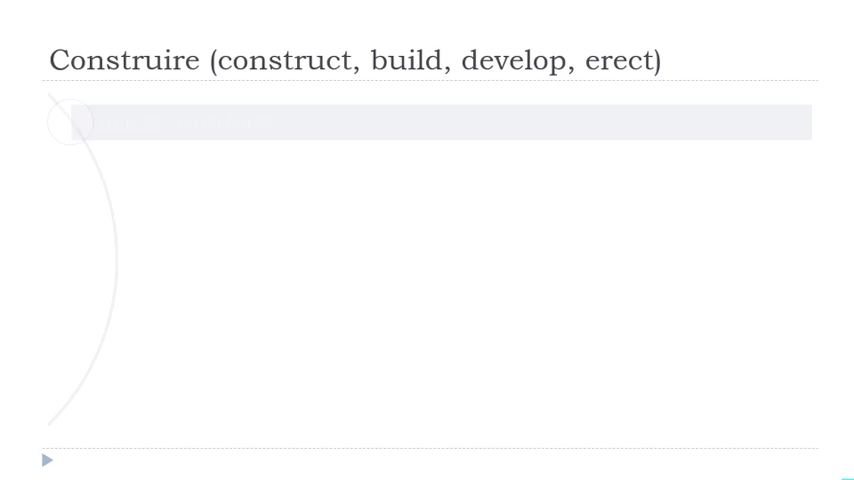 Construire (construct, build, develop, erect)